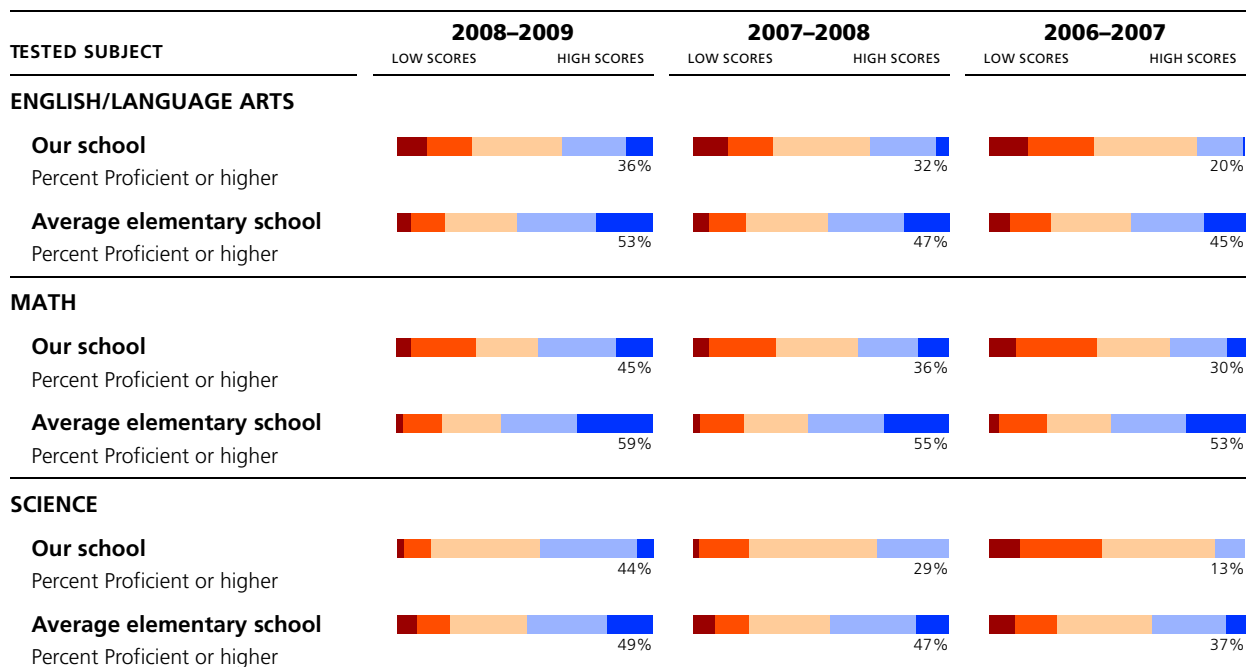 2008–2009 2007–2008 2006–2007
TESTED SUBJECT LOW SCORES HIGH SCORES LOW SCORES HIGH SCORES LOW SCORES HIGH SCORES
ENGLISH/LANGUAGE ARTS
Our school
Percent Proficient or higher 36% 32% 20%
Average elementary school
Percent Proficient or higher 53% 47% 45%
MATH
Our school
Percent Proficient or higher 45% 36% 30%
Average elementary school
Percent Proficient or higher 59% 55% 53%
SCIENCE
Our school
Percent Proficient or higher 44% 29% 13%
Average elementary school
Percent Proficient or higher 49% 47% 37%